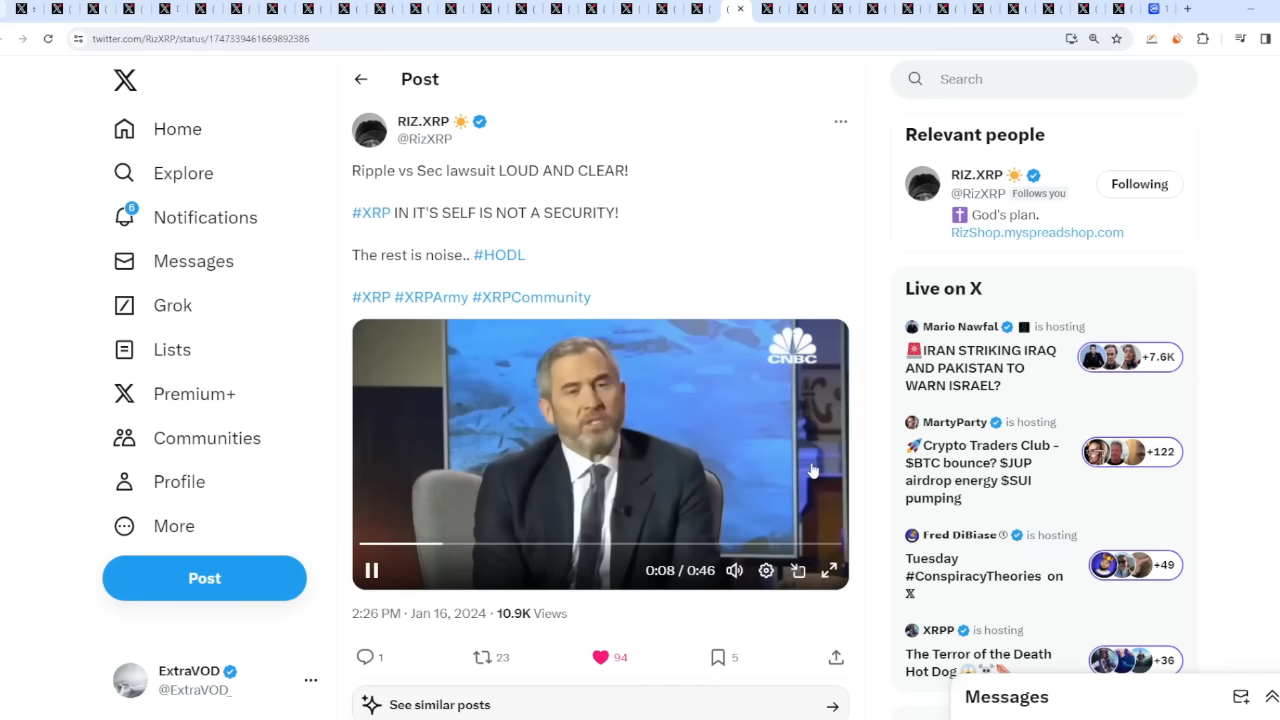 twitter.com/RizXRP/status/1747339461669892386
Home
Explore
6
Notifications
Messages
Grok
Lists
Premium+
Communities
Profile
More
Post
ExtraVOD
@ExtraVOD_
Post
RIZ.XRP
@RizXRP
Ripple vs Sec lawsuit LOUD AND CLEAR!
#XRP IN IT'S SELF IS NOT A SECURITY!
The rest is noise.. #HODL
#XRP #XRPArmy #XRPCommunity
CNBC
0:08 / 0:46
2:26 PM · Jan 16, 2024 · 10.9K Views
1 23 94 5
See similar posts
Search
Relevant people
RIZ.XRP
@RizXRP Follows you
Following
✝️ God's plan.
RizShop.myspreadshop.com
Live on X
Mario Nawfal is hosting
🚨IRAN STRIKING IRAQ
AND PAKISTAN TO
WARN ISRAEL?
+7.6K
MartyParty is hosting
🚀Crypto Traders Club -
$BTC bounce? $JUP
airdrop energy $SUI
pumping
+122
Fred DiBiase is hosting
Tuesday
#ConspiracyTheories on
𝕏
+49
XRPP is hosting
The Terror of the Death
Hot Dog
+36
Messages